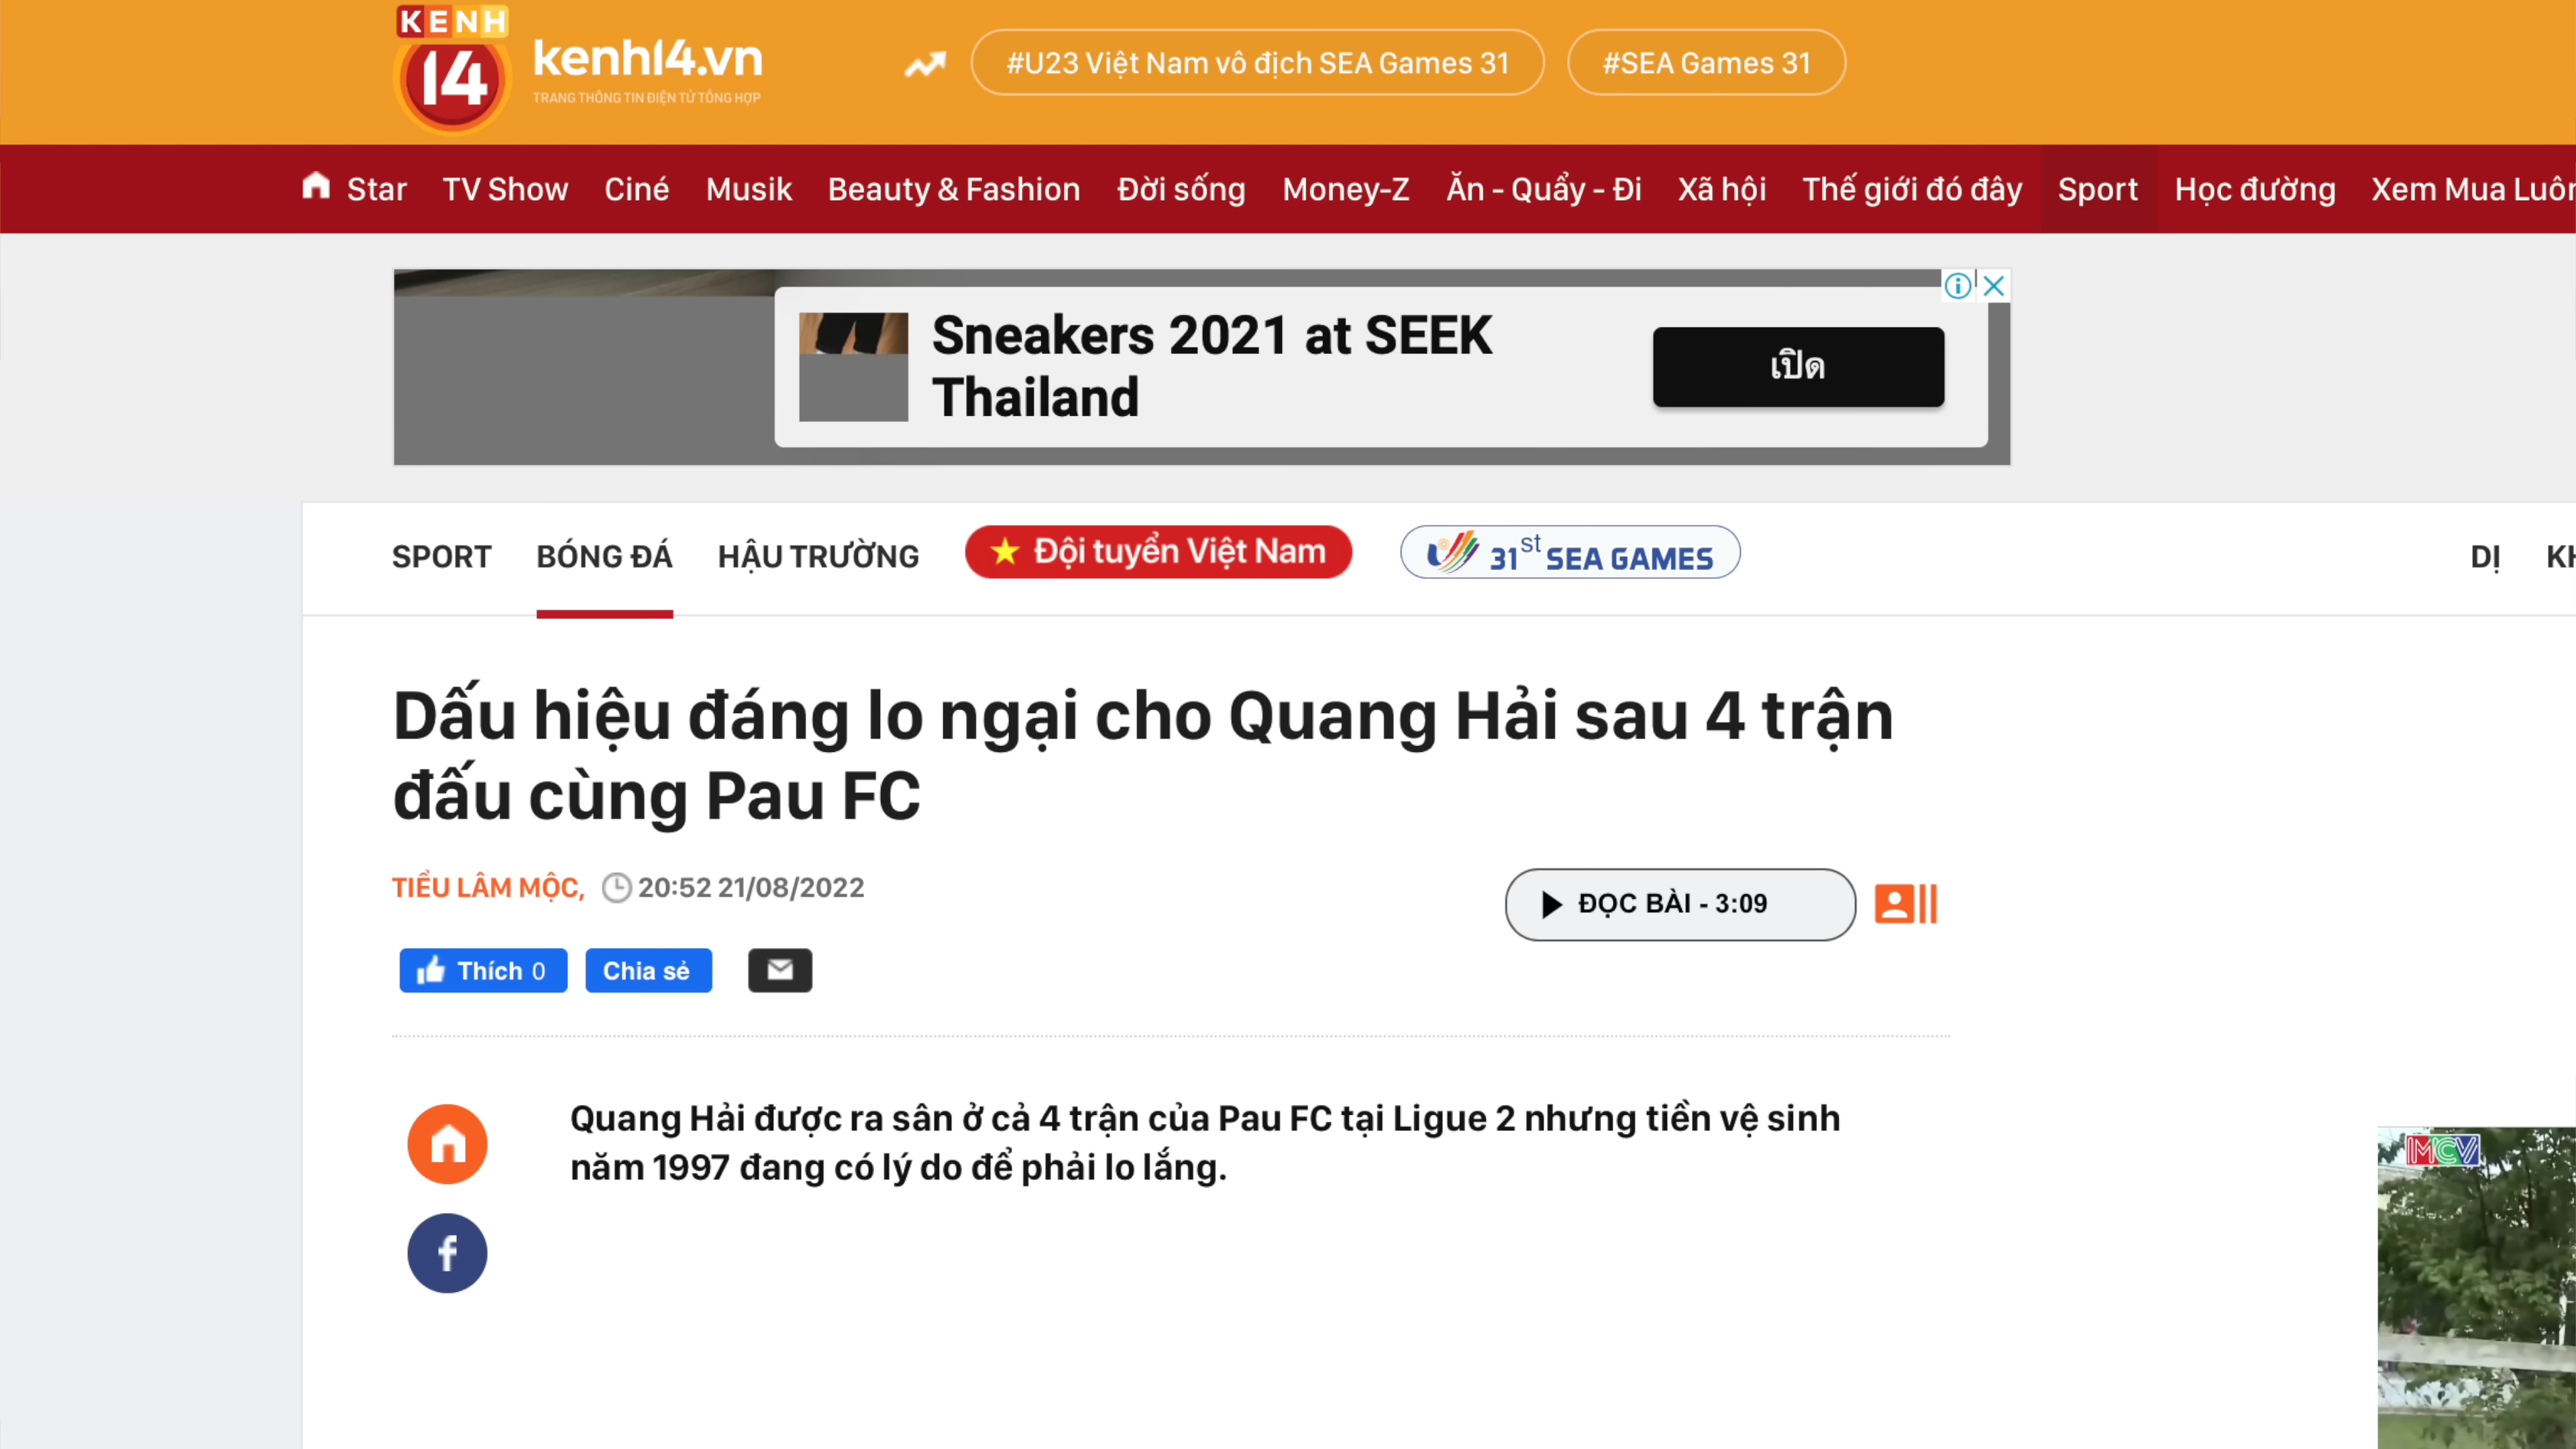 KENH
14
kenh14.vn
TRANG THÔNG TIN ĐIỆN TỬ TỔNG HỢP
#U23 Việt Nam vô địch SEA Games 31
#SEA Games 31
Star TV Show Ciné Musik Beauty & Fashion Đời sống Money-Z Ăn - Quẩy - Đi Xã hội Thế giới đó đây Sport Học đường Xem Mua
Sneakers 2021 at SEEK
Thailand
เปิด
SPORT BÓNG ĐÁ HẬU TRƯỜNG Đội tuyển Việt Nam 31st SEA GAMES DỊ
Dấu hiệu đáng lo ngại cho Quang Hải sau 4 trận
đấu cùng Pau FC
TIỂU LÂM MỘC, 20:52 21/08/2022
ĐỌC BÀI - 3:09
Thích 0 Chia sẻ
Quang Hải được ra sân ở cả 4 trận của Pau FC tại Ligue 2 nhưng tiền vệ sinh
năm 1997 đang có lý do để phải lo lắng.
f
MCV